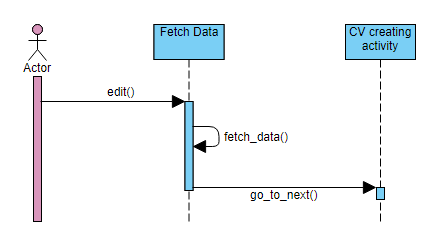 Actor
Fetch Data
CV creating
activity
edit()
fetch_data()
go_to_next()